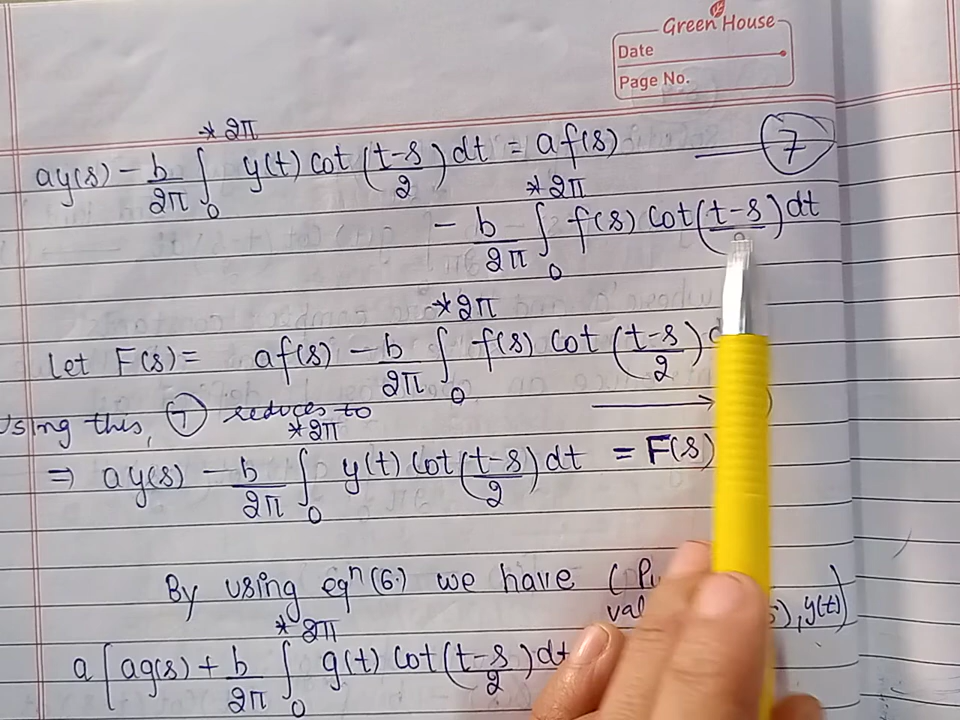 Green House
Date
Page No.
ay(s) - b/2π ∫₀^{*2π} y(t) cot (t-s/2) dt = af(s) — (7)
- b/2π ∫₀^{*2π} f(s) cot (t-s/) dt
let F(s) = af(s) - b/2π ∫₀^{*2π} f(s) cot (t-s/2)
Using this, (7) reduces to
⇒ ay(s) - b/2π ∫₀^{*2π} y(t) cot (t-s/2) dt = F(s)
By using eqⁿ (6.) we have (
), y(t))
a [ag(s) + b/2π ∫₀^{*2π} g(t) cot (t-s/2) dt